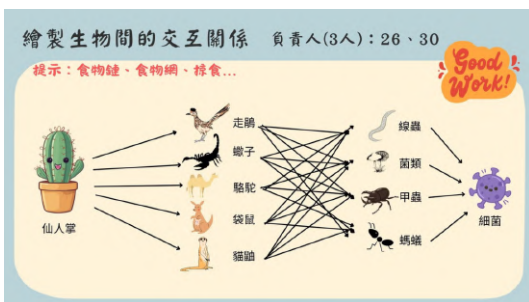 繪製生物間的交互關係 負責人(3人)：26、30
Good
Work!
提示：食物鏈、食物網、掠食...
走鵑
線蟲
蠍子
菌類
駱駝
仙人掌
甲蟲
細菌
袋鼠
螞蟻
貓鼬